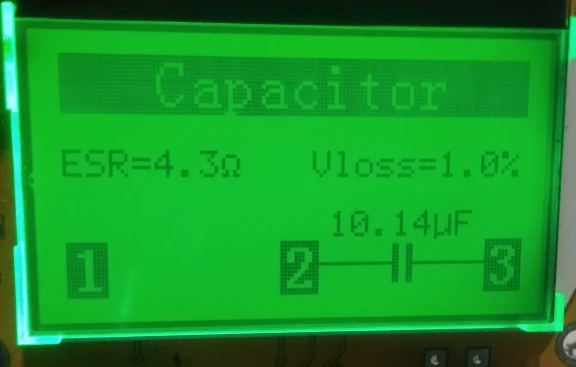 Capacitor
ESR=4.3Ω Vloss=1.0%
10.14µF
1 2 3